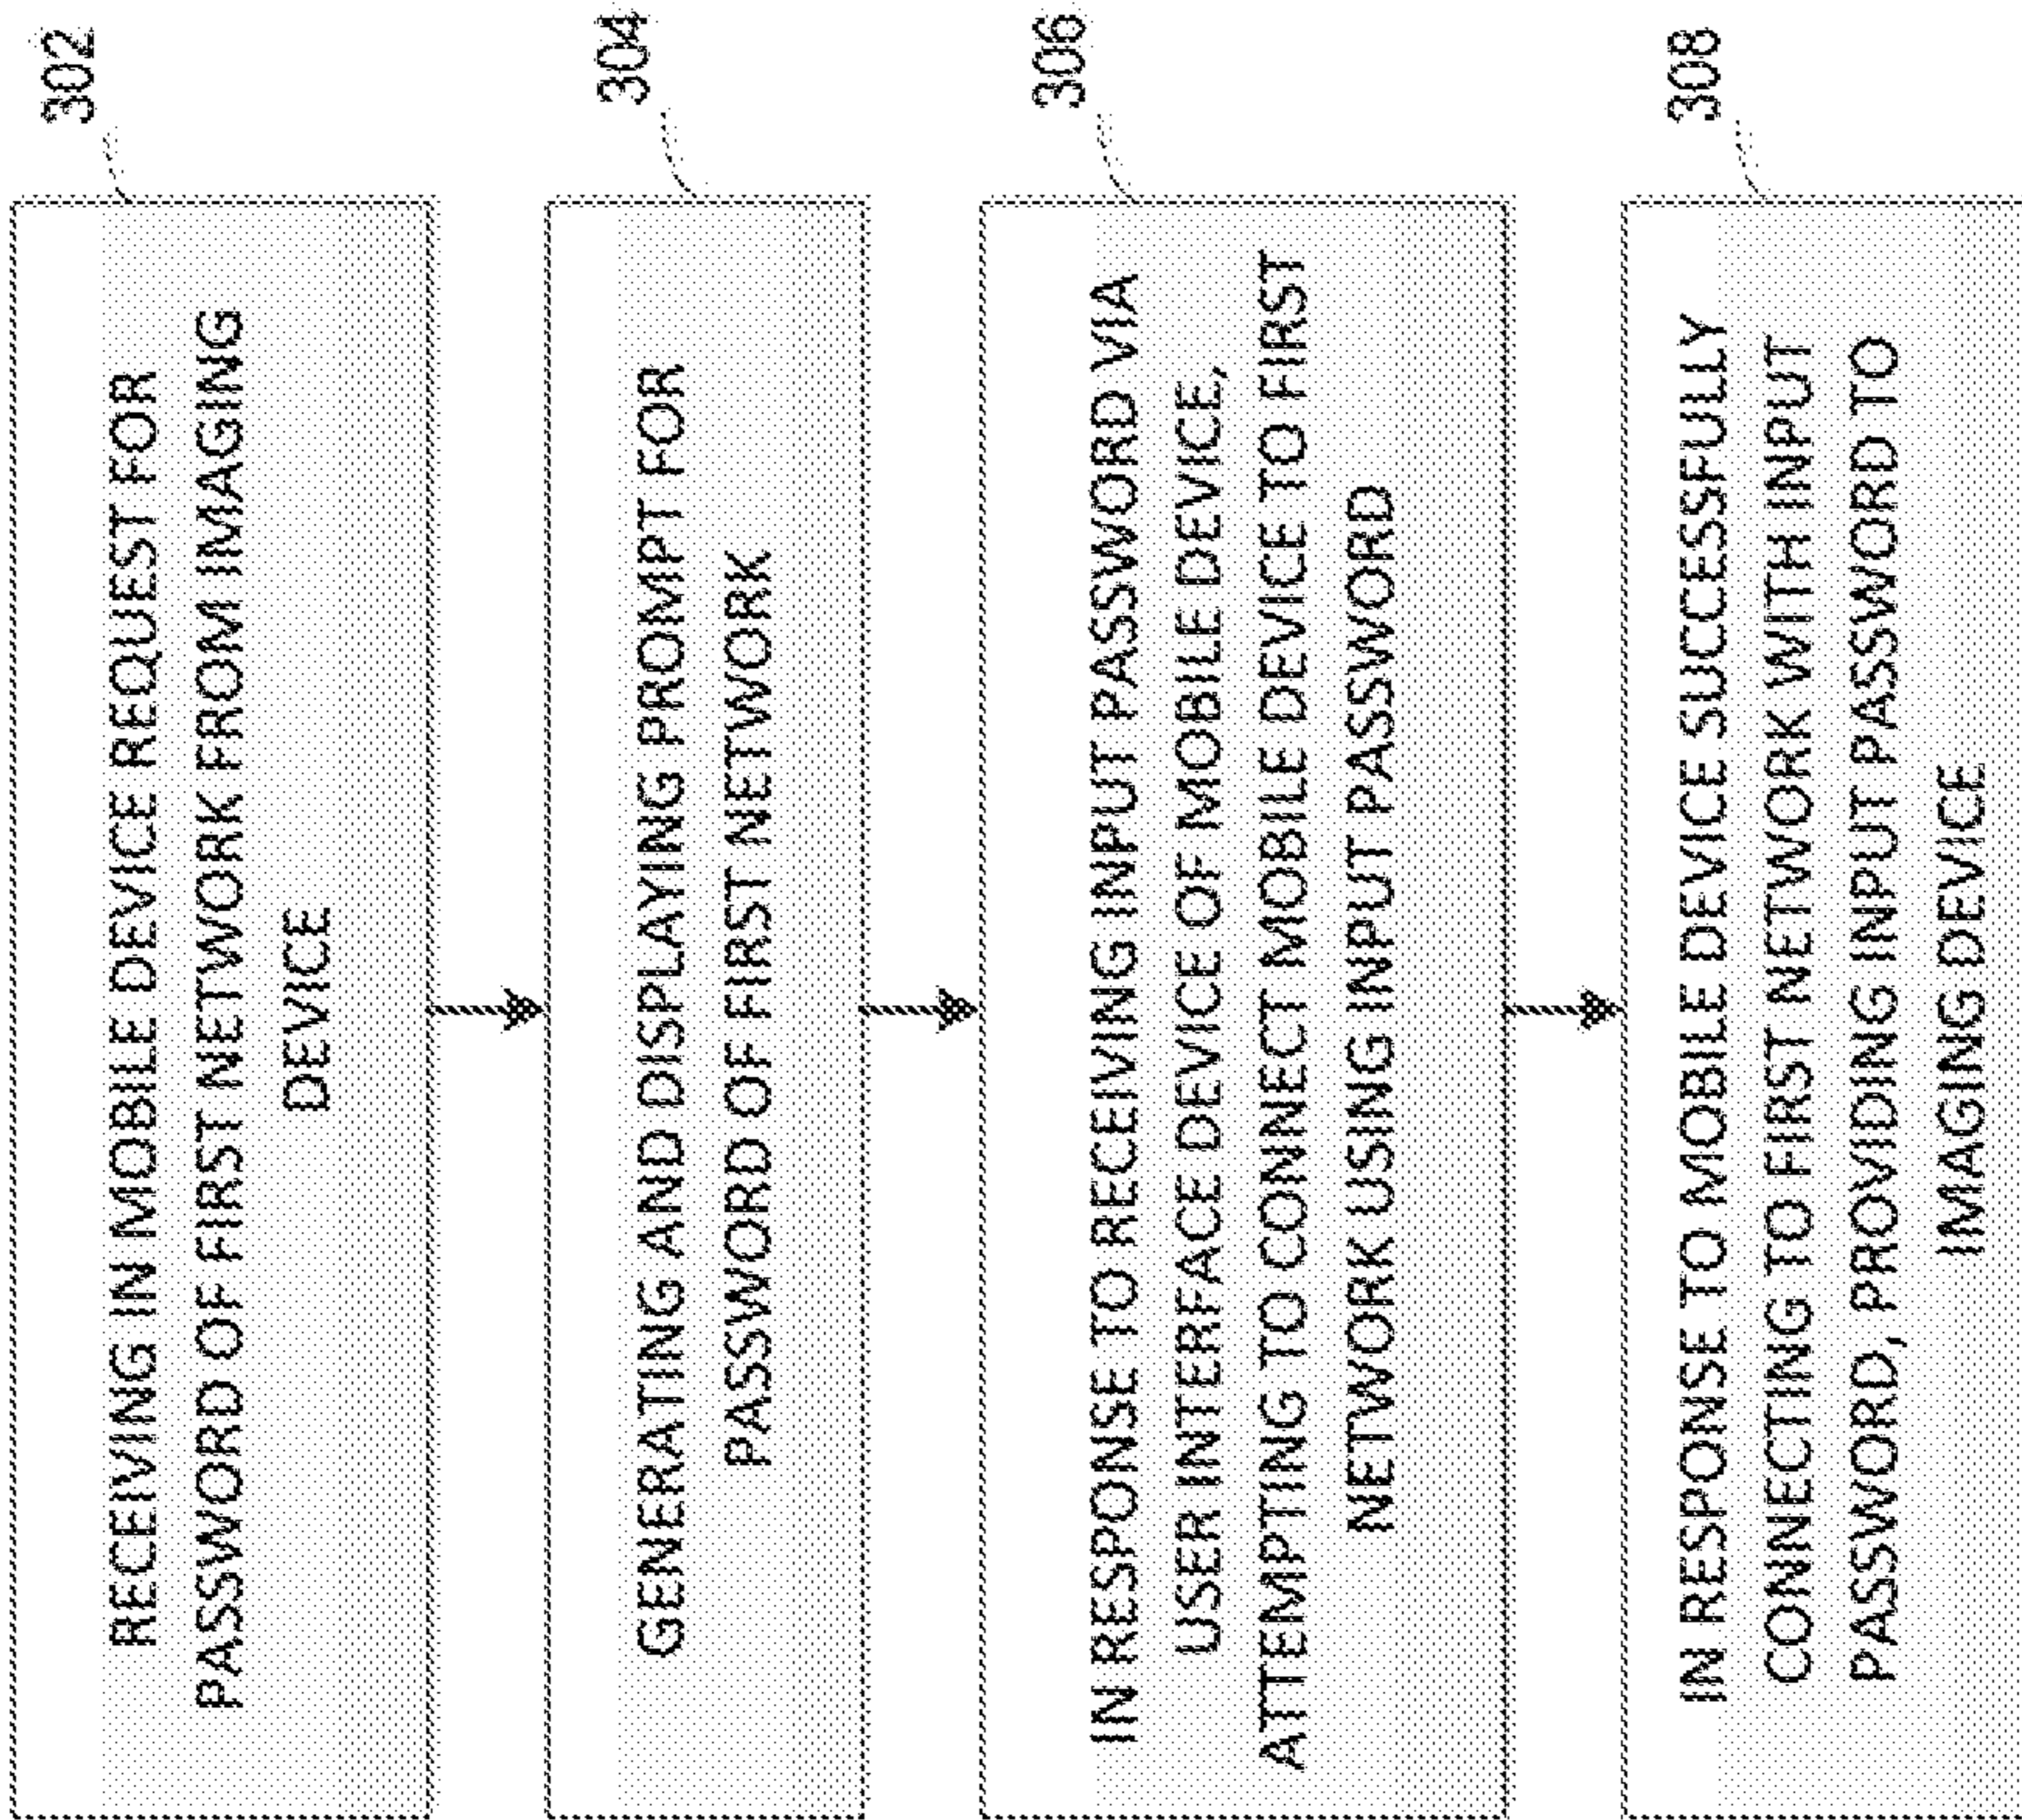 302
RECEIVING IN MOBILE DEVICE REQUEST FOR
PASSWORD OF FIRST NETWORK FROM IMAGING
DEVICE
304
GENERATING AND DISPLAYING PROMPT FOR
PASSWORD OF FIRST NETWORK
306
IN RESPONSE TO RECEIVING INPUT PASSWORD VIA
USER INTERFACE DEVICE OF MOBILE DEVICE,
ATTEMPTING TO CONNECT MOBILE DEVICE TO FIRST
NETWORK USING INPUT PASSWORD
308
IN RESPONSE TO MOBILE DEVICE SUCCESSFULLY
CONNECTING TO FIRST NETWORK WITH INPUT
PASSWORD, PROVIDING INPUT PASSWORD TO
IMAGING DEVICE